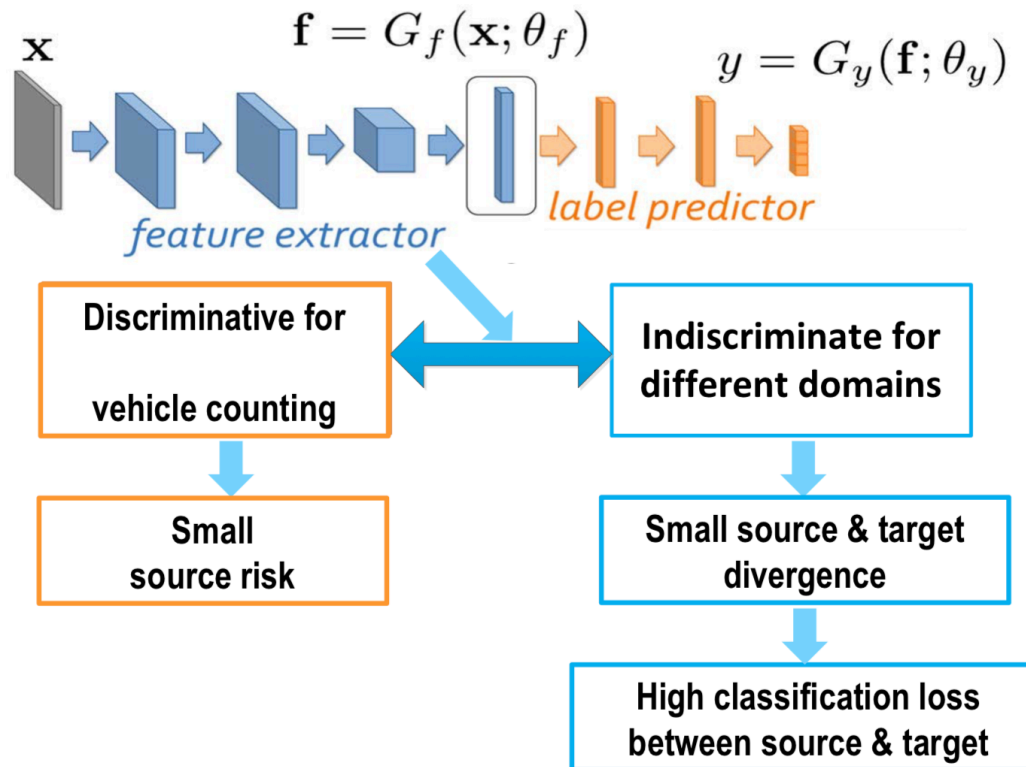 x
f = G_f(x; θ_f)
y = G_y(f; θ_y)
feature extractor
label predictor
Discriminative for
vehicle counting
Indiscriminate for
different domains
Small
source risk
Small source & target
divergence
High classification loss
between source & target